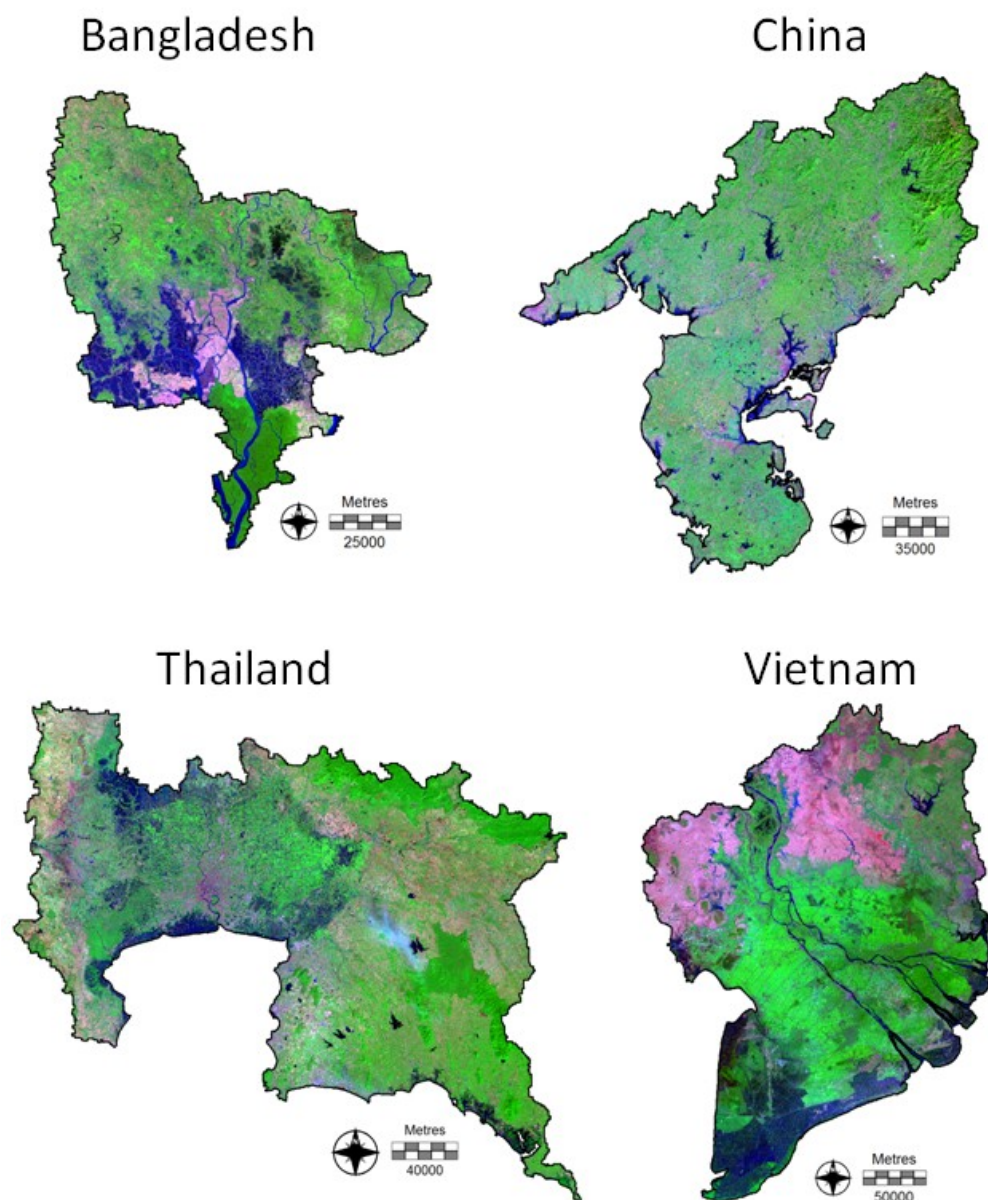 Bangladesh
China
Metres
25000
Metres
35000
Thailand
Vietnam
Metres
40000
Metres
50000